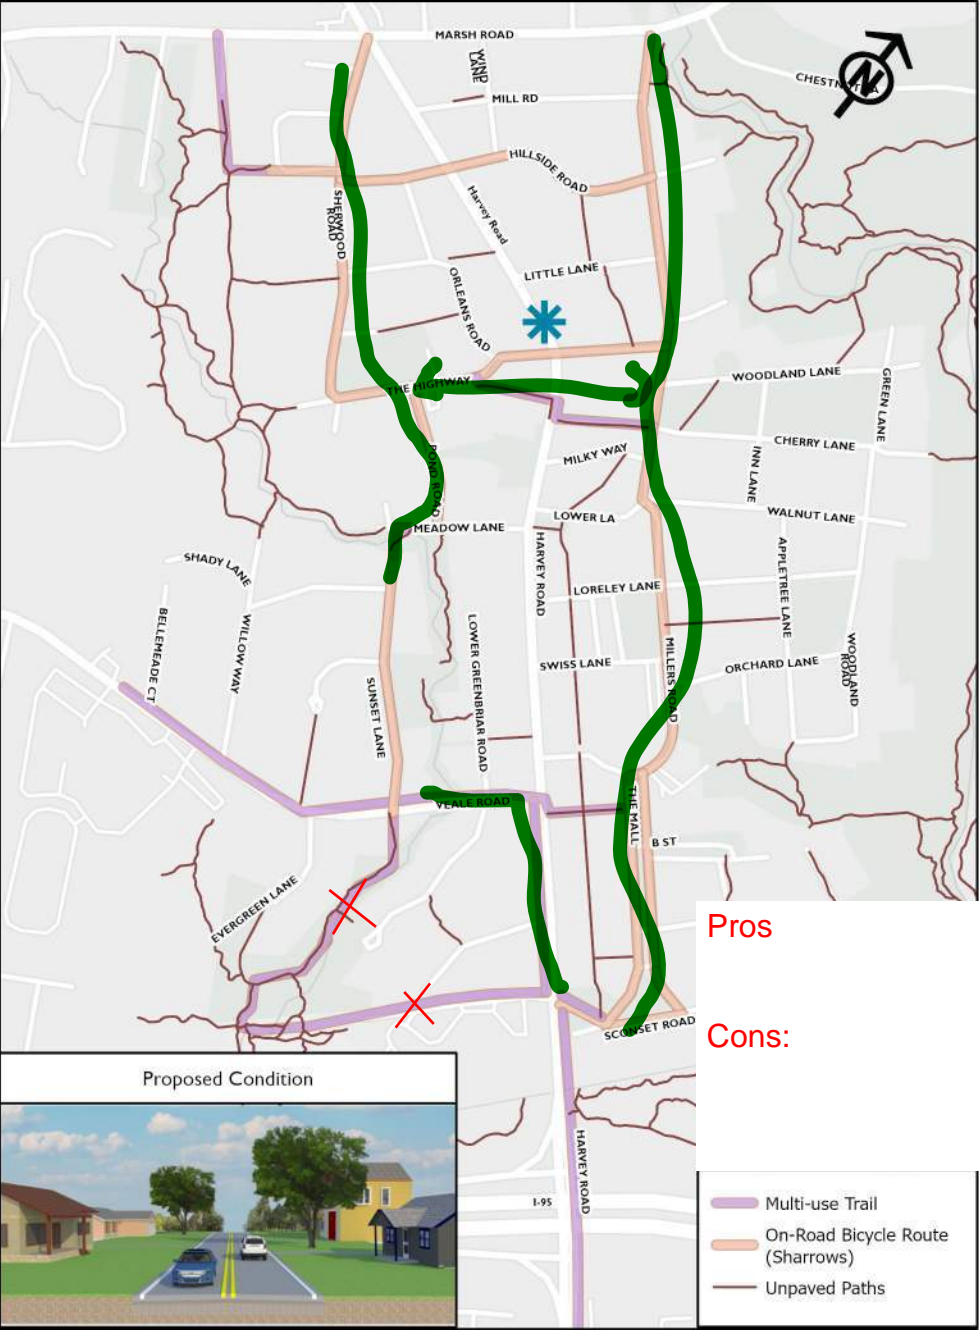 MARSH ROAD
WIND
LANE
CHESTNUT
N
MILL RD
HILLSIDE ROAD
SHERWOOD
ROAD
Harvey Road
LITTLE LANE
ORLEANS ROAD
THE HIGHWAY
WOODLAND LANE
GREEN LANE
POND ROAD
MILKY WAY
CHERRY LANE
INN LANE
LOWER LA
WALNUT LANE
MEADOW LANE
SHADY LANE
HARVEY ROAD
LORELEY LANE
APPLETREE LANE
BELLEMEADE CT
WILLOW WAY
LOWER GREENBRIAR ROAD
SWISS LANE
MILLERS ROAD
ORCHARD LANE
WOODLAND
ROAD
SUNSET LANE
VEALE ROAD
THE MALL
B ST
EVERGREEN LANE
Pros
Cons:
SCONSET ROAD
Proposed Condition
HARVEY ROAD
I-95
Multi-use Trail
On-Road Bicycle Route
(Sharrows)
Unpaved Paths